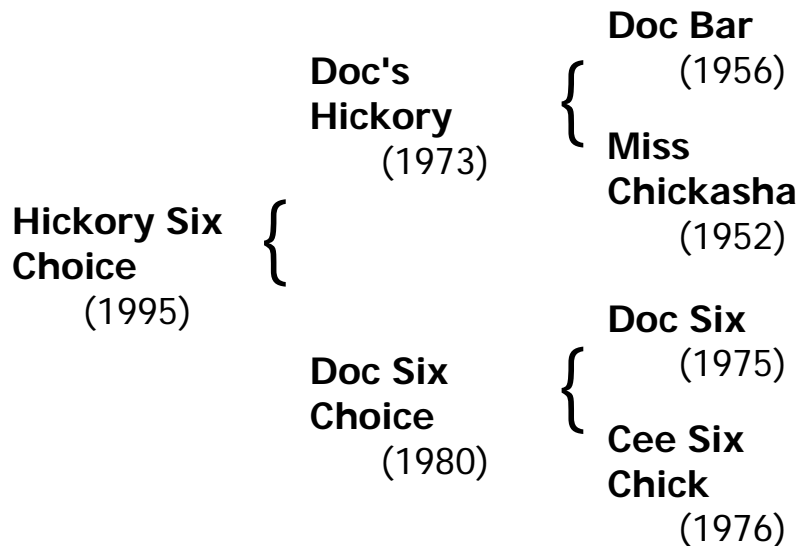 Hickory Six
Choice
(1995)
Doc's
Hickory
(1973)
Doc Six
Choice
(1980)
Doc Bar
(1956)
Miss
Chickasha
(1952)
Doc Six
(1975)
Cee Six
Chick
(1976)